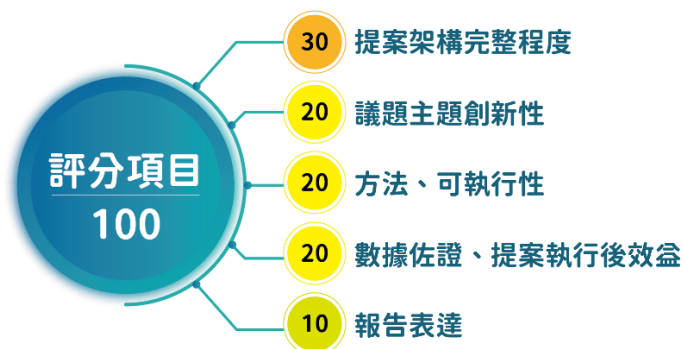 評分項目
100
30 提案架構完整程度
20 議題主題創新性
20 方法、可執行性
20 數據佐證、提案執行後效益
10 報告表達